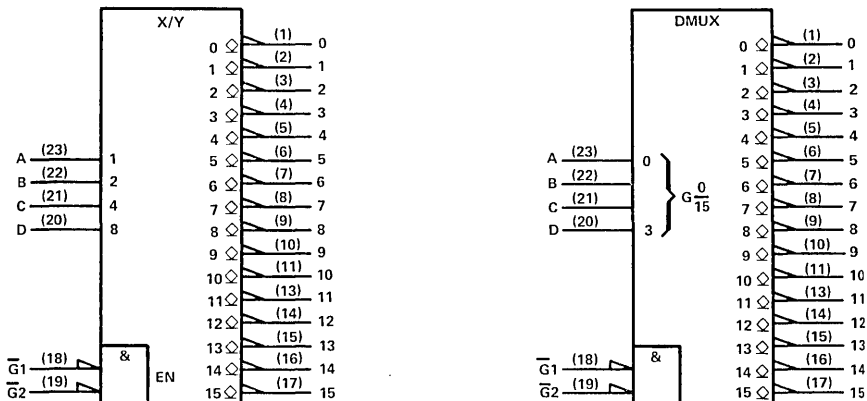 X/Y
0 (1) 0
1 (2) 1
2 (3) 2
3 (4) 3
4 (5) 4
A (23) 1 5 (6) 5
B (22) 2 6 (7) 6
C (21) 4 7 (8) 7
D (20) 8 8 (9) 8
9 (10) 9
10 (11) 10
11 (13) 11
12 (14) 12
& 13 (15) 13
G1 (18) EN 14 (16) 14
G2 (19) 15 (17) 15
DMUX
0 (1) 0
1 (2) 1
2 (3) 2
3 (4) 3
4 (5) 4
A (23) 0 5 (6) 5
B (22) 6 (7) 6
C (21) G 0/15 7 (8) 7
D (20) 3 8 (9) 8
9 (10) 9
10 (11) 10
11 (13) 11
12 (14) 12
& 13 (15) 13
G1 (18) 14 (16) 14
G2 (19) 15 (17) 15